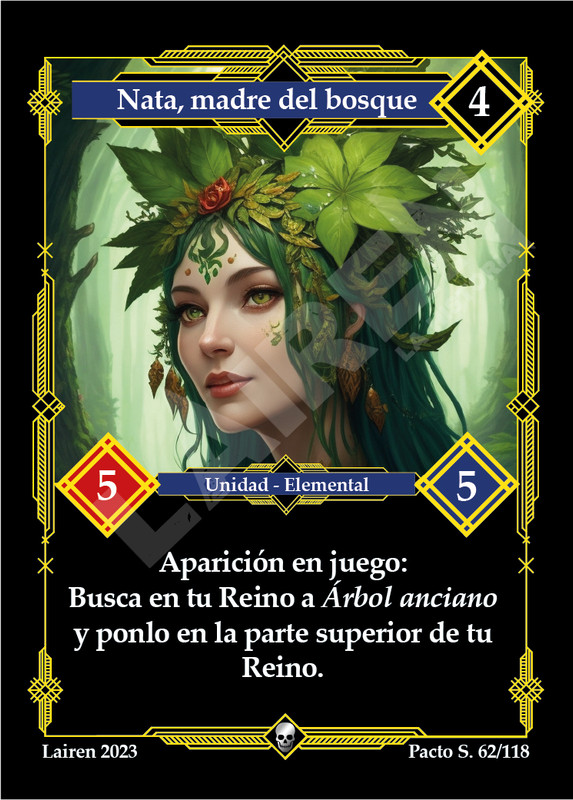 Nata, madre del bosque
4
5
Unidad - Elemental
5
Aparición en juego:
Busca en tu Reino a Árbol anciano
y ponlo en la parte superior de tu
Reino.
Lairen 2023
Pacto S. 62/118